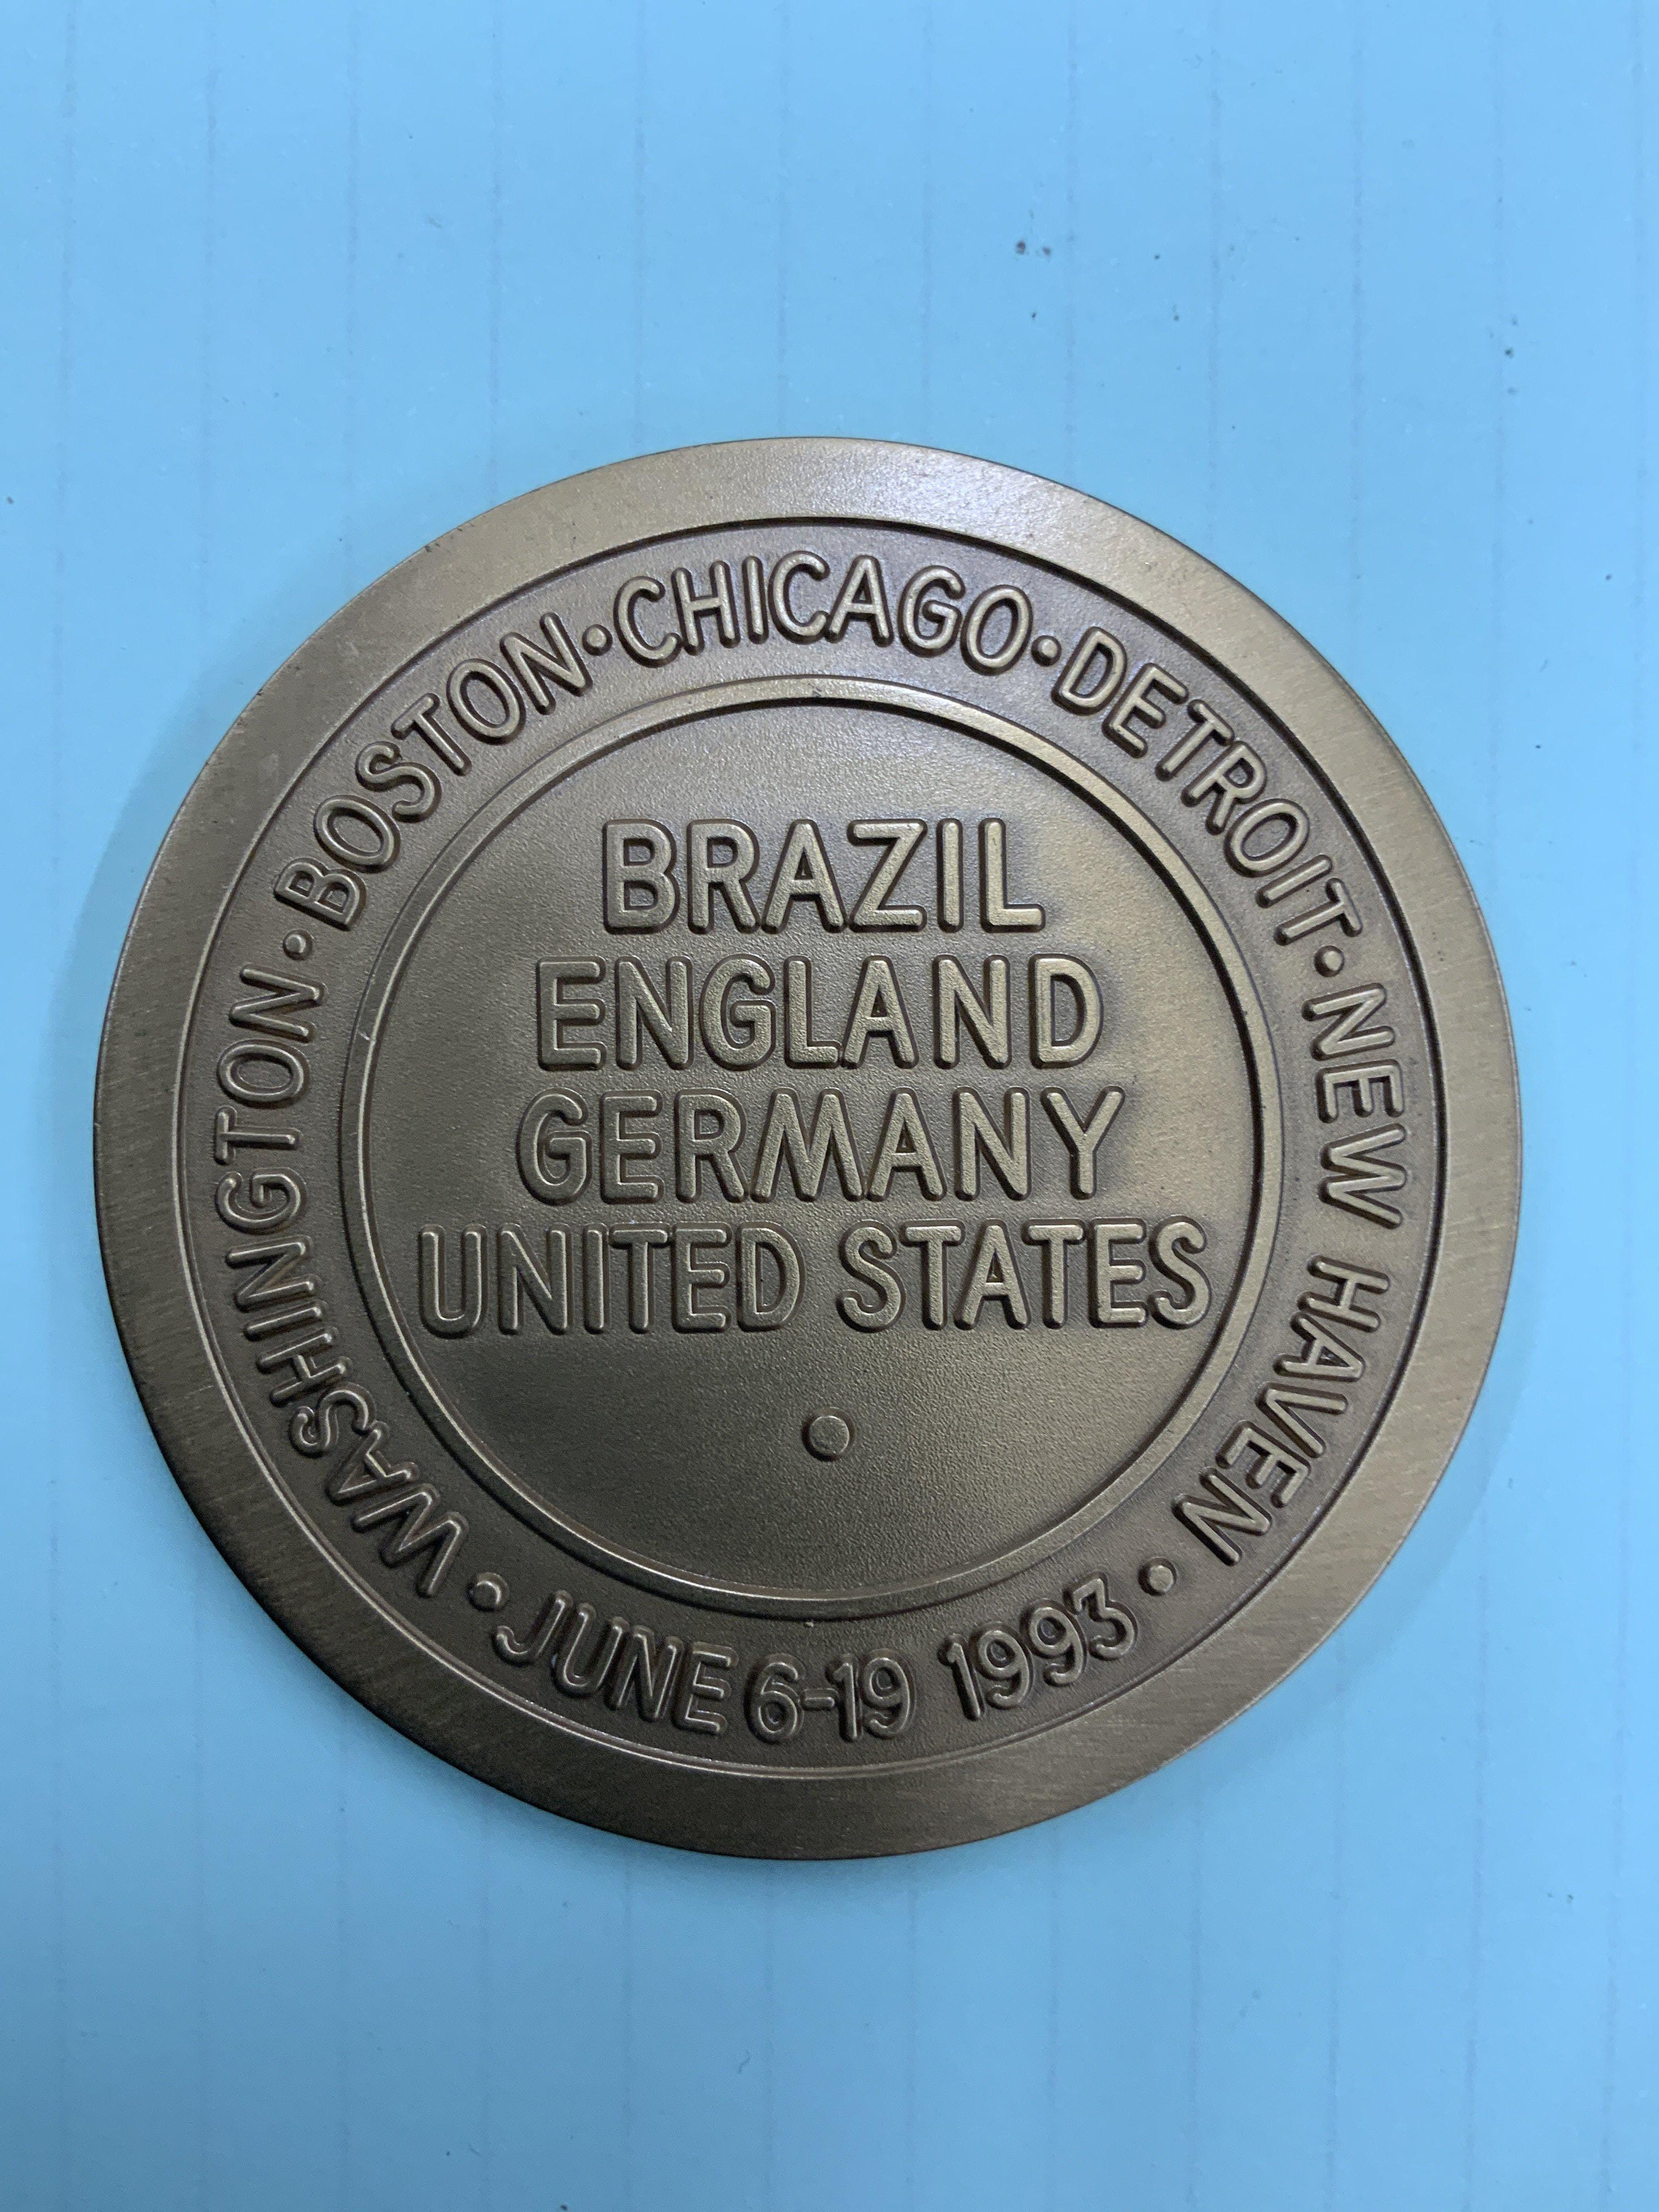 WASHINGTON • BOSTON • CHICAGO • DETROIT • NEW HAVEN •
JUNE 6-19 1993 •
BRAZIL
ENGLAND
GERMANY
UNITED STATES